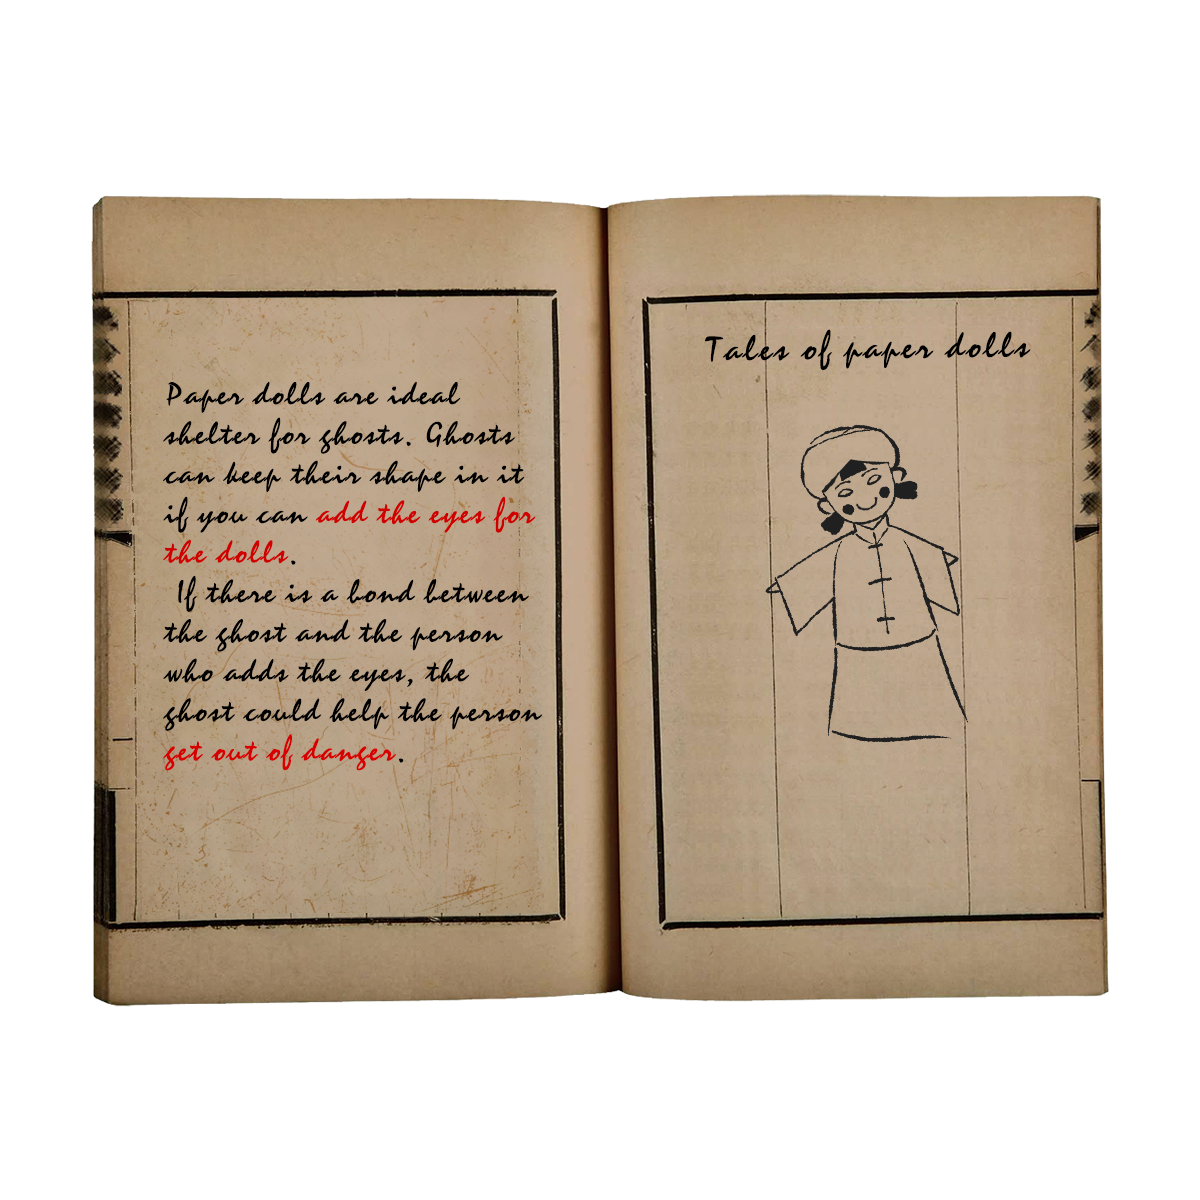 Paper dolls are ideal
shelter for ghosts. Ghosts
can keep their shape in it
if you can add the eyes for
the dolls.
If there is a bond between
the ghost and the person
who adds the eyes, the
ghost could help the person
get out of danger.
Tales of paper dolls